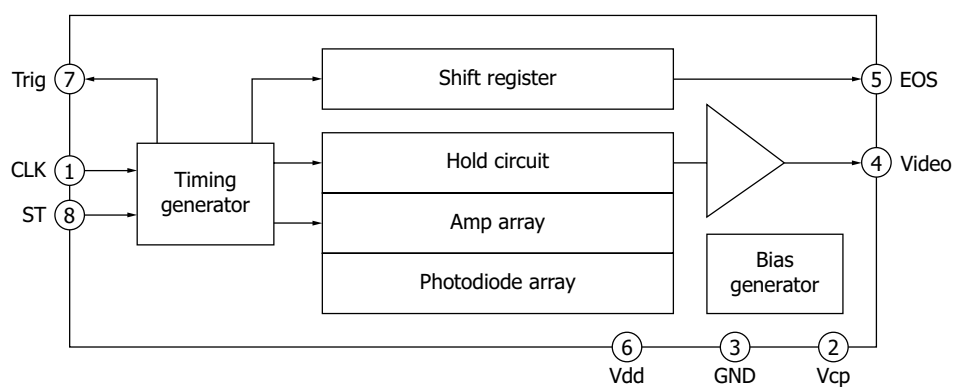 Shift register
Trig 7
5 EOS
Hold circuit
CLK 1
Timing
generator
4 Video
ST 8
Amp array
Photodiode array
Bias
generator
6 3 2
Vdd GND Vcp